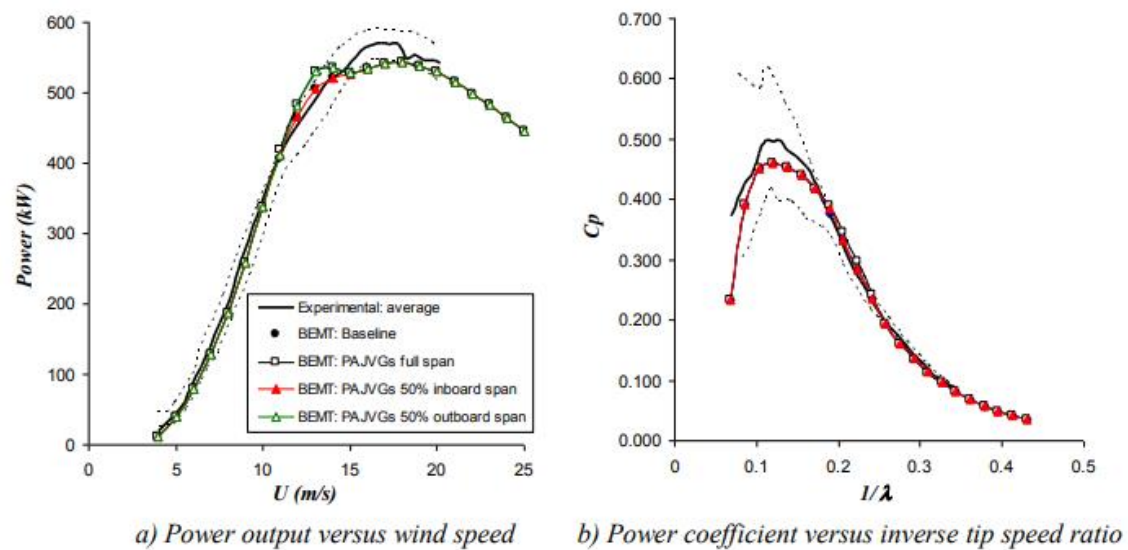 600
500
400
300
200
100
0
Power (kW)
0 5 10 15 20 25
U (m/s)
Experimental: average
BEMT: Baseline
BEMT: PAJVGs full span
BEMT: PAJVGs 50% inboard span
BEMT: PAJVGs 50% outboard span
a) Power output versus wind speed
0.700
0.600
0.500
0.400
0.300
0.200
0.100
0.000
Cp
0 0.1 0.2 0.3 0.4 0.5
1/λ
b) Power coefficient versus inverse tip speed ratio